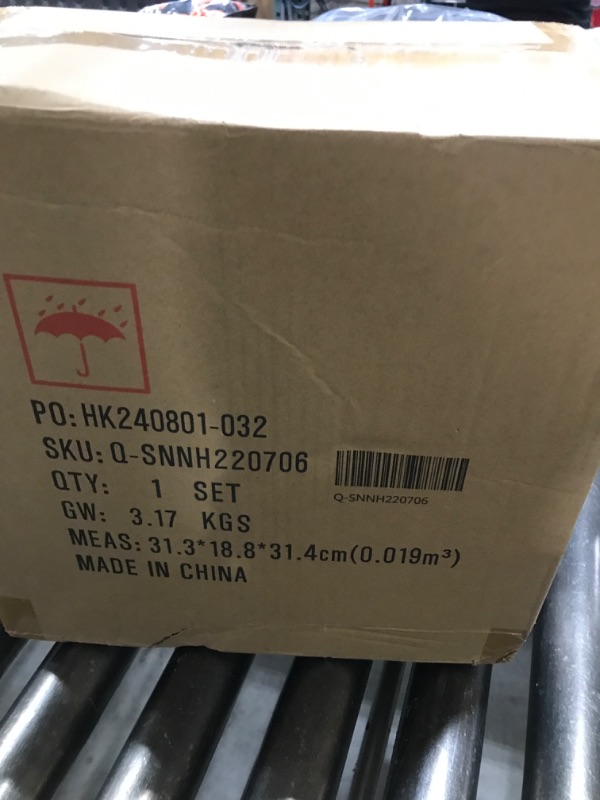 PO: HK240801-032
SKU: Q-SNNH220706
QTY: 1 SET
GW: 3.17 KGS
MEAS: 31.3*18.8*31.4cm(0.019m³)
MADE IN CHINA
Q-SNNH220706